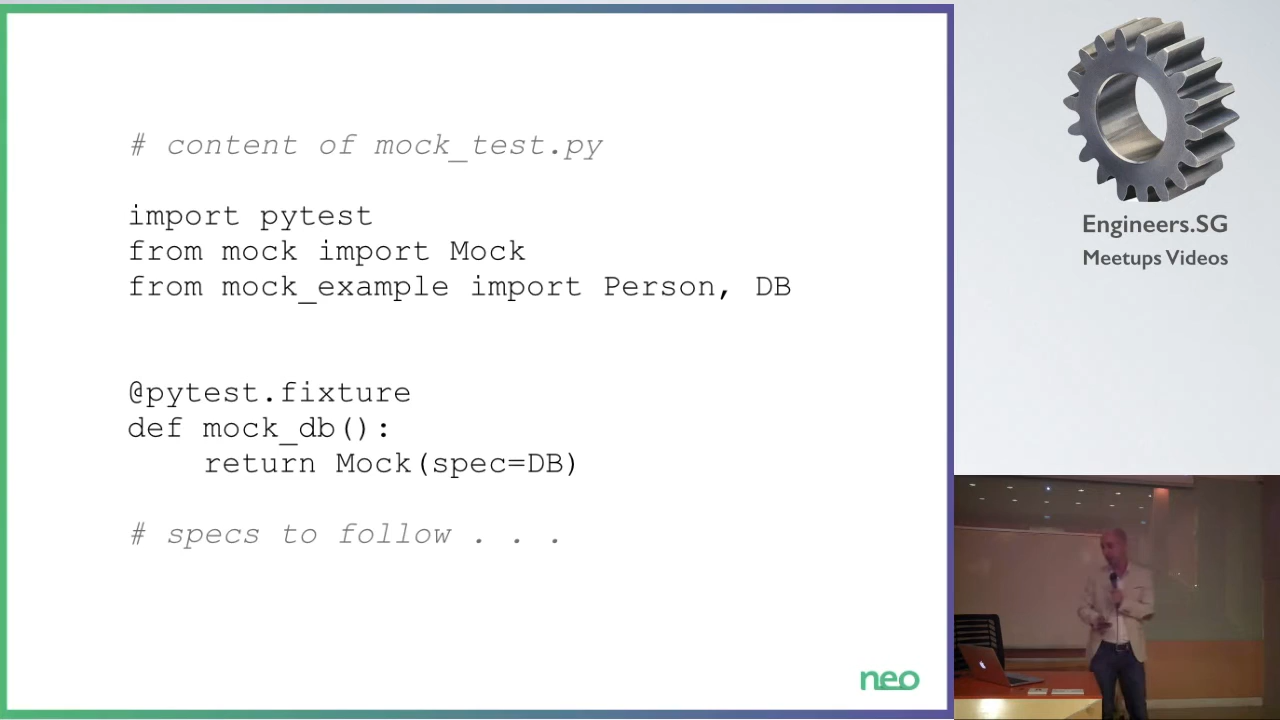 # content of mock_test.py
import pytest
from mock import Mock
from mock_example import Person, DB
@pytest.fixture
def mock_db():
    return Mock(spec=DB)
# specs to follow . . .
neo
Engineers.SG
Meetups Videos